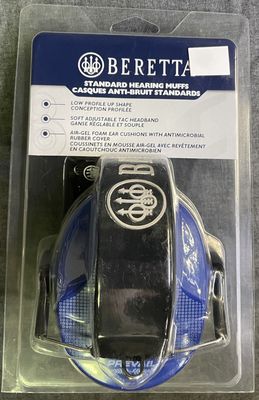 BERETTA
STANDARD HEARING MUFFS
CASQUES ANTI-BRUIT STANDARDS
LOW PROFILE UP SHAPE
CONCEPTION PROFILÉE
SOFT ADJUSTABLE TAC HEADBAND
GANSE RÉGLABLE ET SOUPLE
AIR-GEL FOAM EAR CUSHIONS WITH ANTIMICROBIAL
RUBBER COVER
COUSSINETS EN MOUSSE AIR-GEL AVEC REVÊTEMENT
EN CAOUTCHOUC ANTIMICROBIEN
PREVAIL